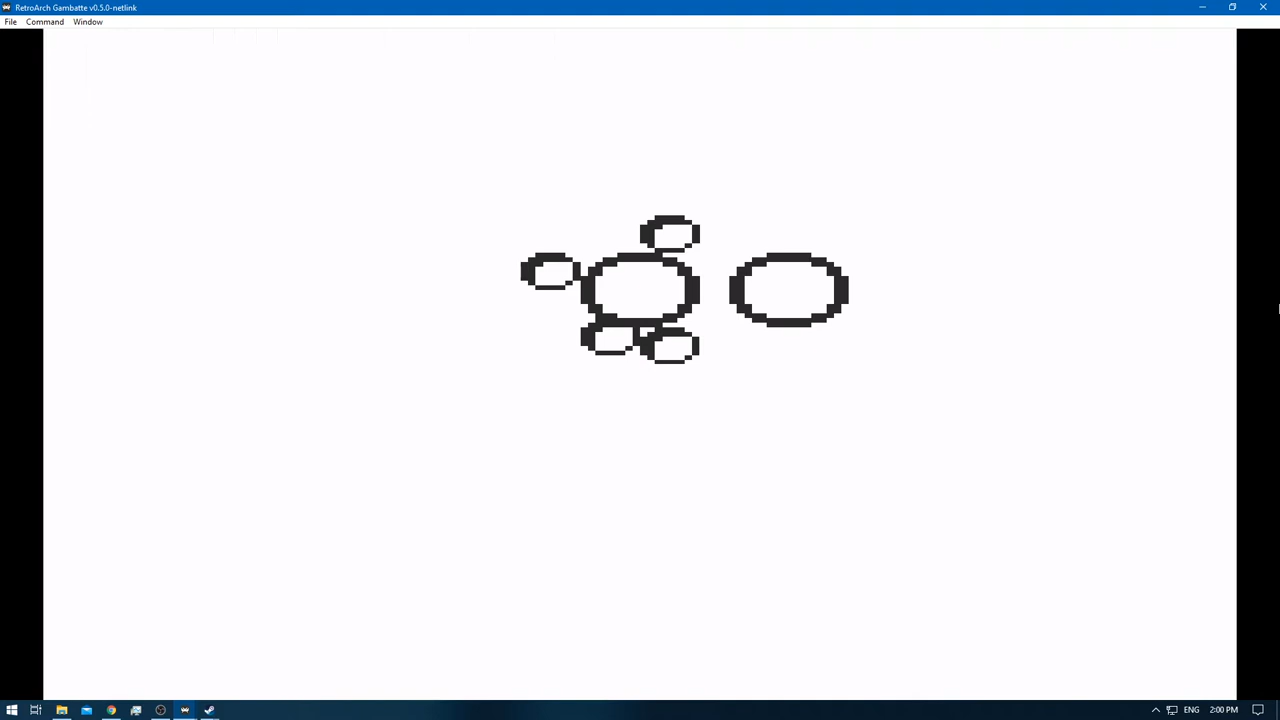 RetroArch Gambatte v0.5.0-netlink
File Command Window
ENG 2:00 PM